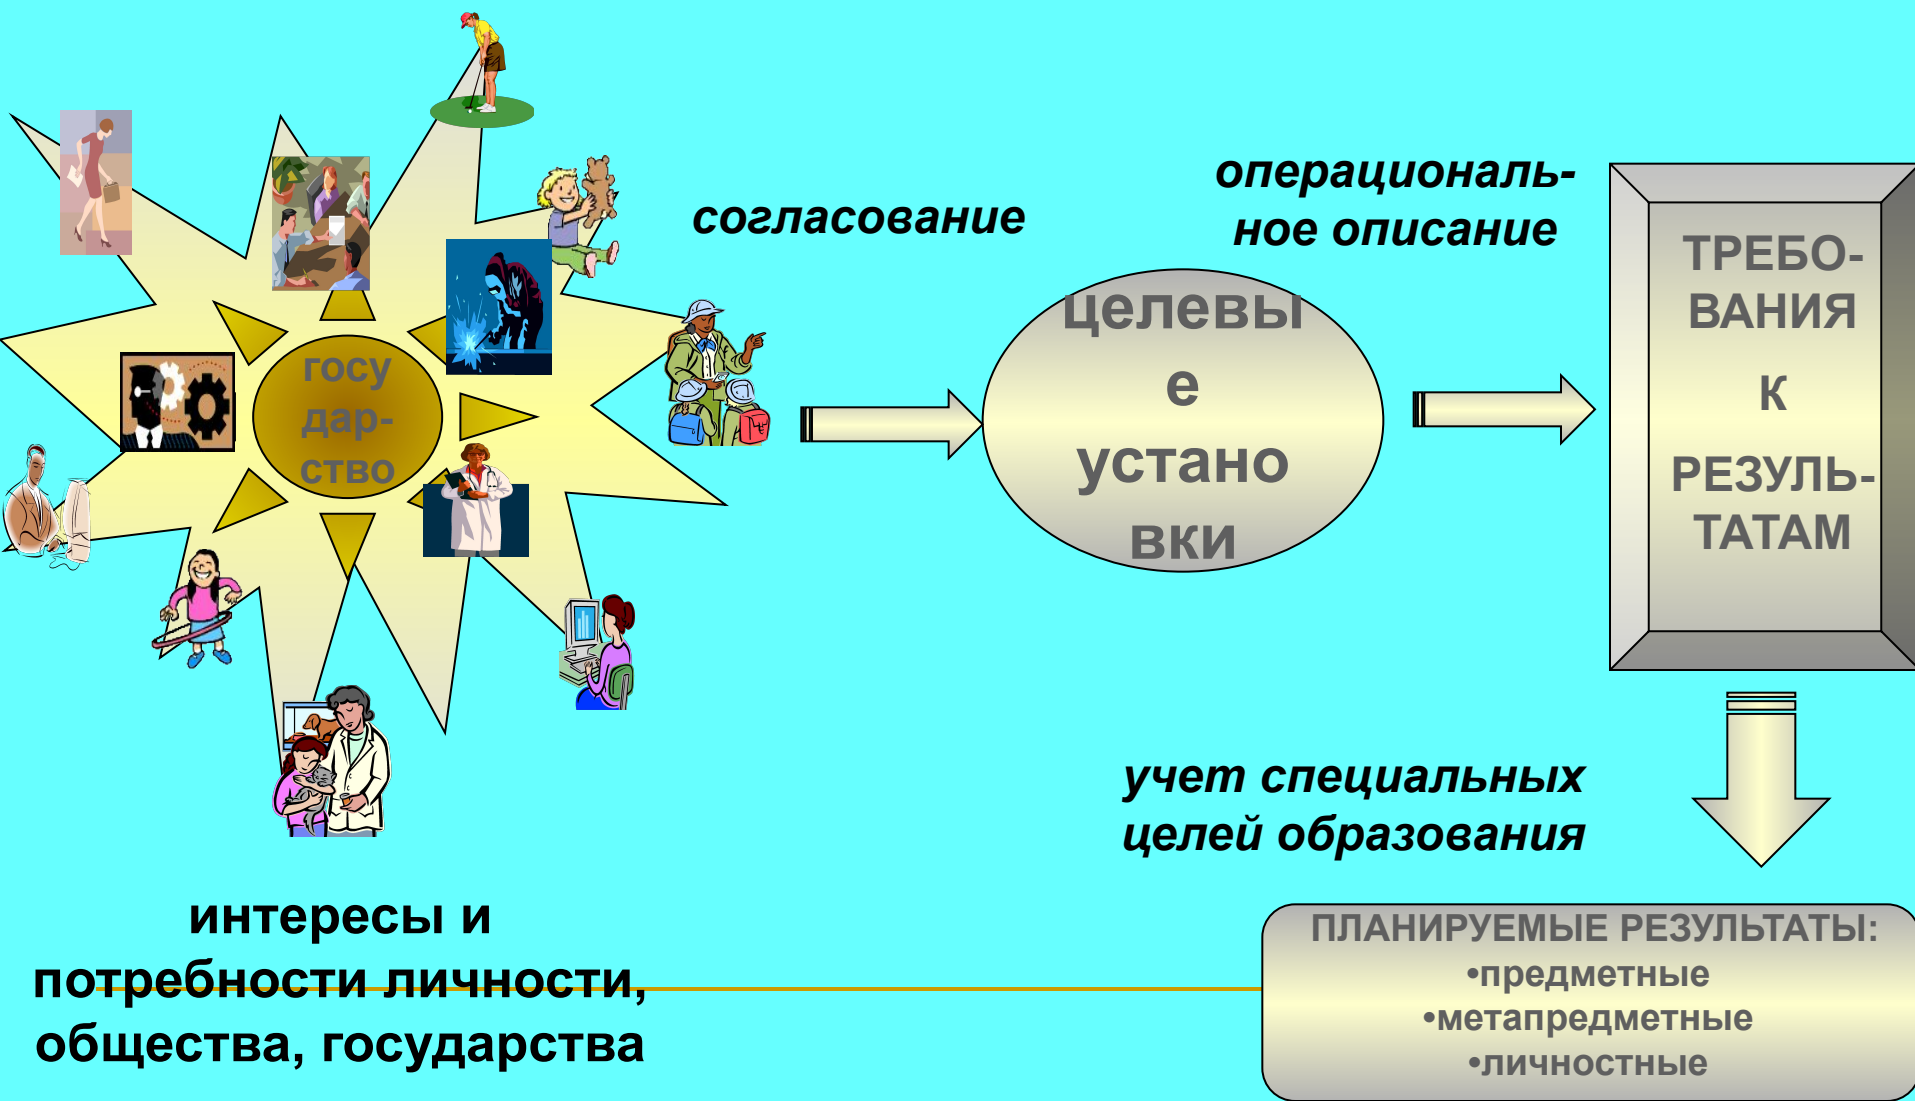 госу
дар-
ство
согласование
операциональ-
ное описание
целевы
е
устано
вки
ТРЕБО-
ВАНИЯ
К
РЕЗУЛЬ-
ТАТАМ
учет специальных
целей образования
интересы и
потребности личности,
общества, государства
ПЛАНИРУЕМЫЕ РЕЗУЛЬТАТЫ:
•предметные
•метапредметные
•личностные